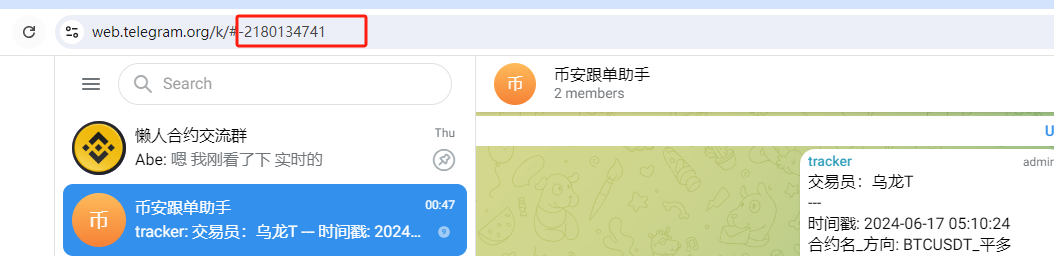 web.telegram.org/k/#-2180134741
Search
币安跟单助手
2 members
懒人合约交流群
Thu
Abe: 嗯 我刚看了下 实时的
币
币
币安跟单助手
00:47
tracker: 交易员：乌龙T — 时间戳: 2024...
9
U
tracker
admin
交易员：乌龙T
---
时间戳: 2024-06-17 05:10:24
合约名_方向: BTCUSDT_平多